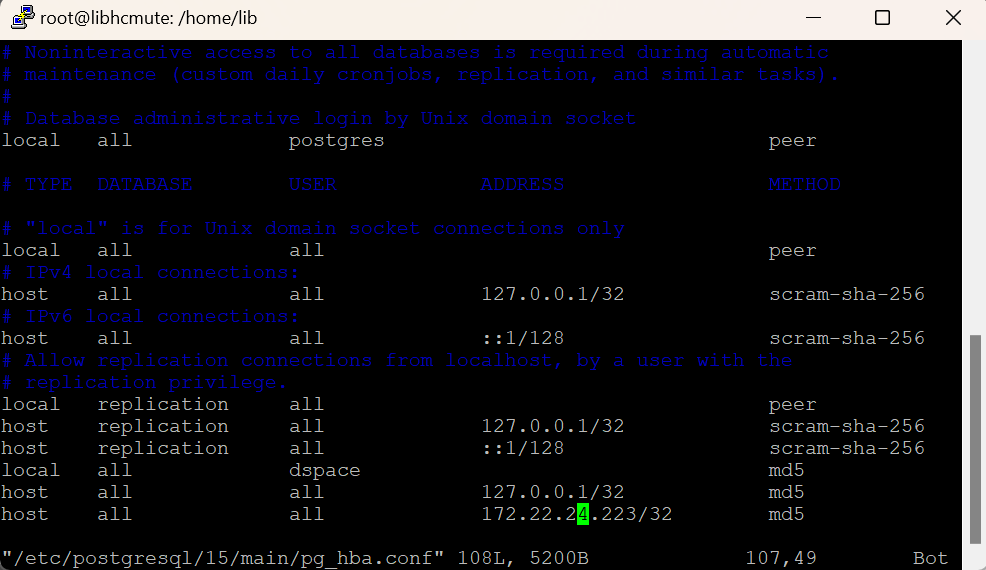 root@libhcmute: /home/lib
# Noninteractive access to all databases is required during automatic
# maintenance (custom daily cronjobs, replication, and similar tasks).
#
# Database administrative login by Unix domain socket
local   all             postgres                                peer

# TYPE  DATABASE        USER            ADDRESS                 METHOD

# "local" is for Unix domain socket connections only
local   all             all                                     peer
# IPv4 local connections:
host    all             all             127.0.0.1/32            scram-sha-256
# IPv6 local connections:
host    all             all             ::1/128                 scram-sha-256
# Allow replication connections from localhost, by a user with the
# replication privilege.
local   replication     all                                     peer
host    replication     all             127.0.0.1/32            scram-sha-256
host    replication     all             ::1/128                 scram-sha-256
local   all             dspace                                  md5
host    all             all             127.0.0.1/32            md5
host    all             all             172.22.24.223/32        md5

"/etc/postgresql/15/main/pg_hba.conf" 108L, 5200B             107,49        Bot